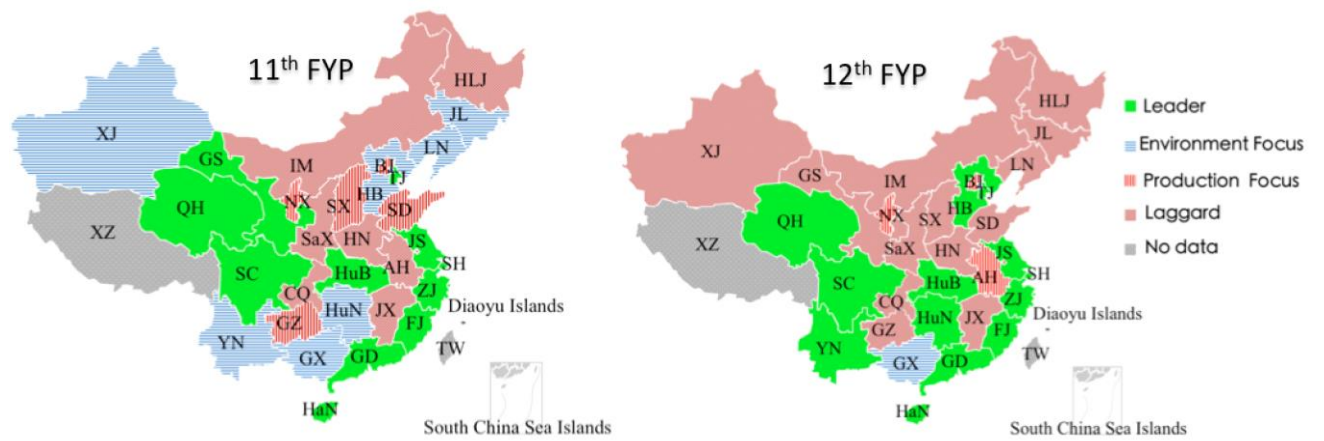 11th FYP
HLJ
JL
XJ
LN
GS
IM
BJ
TJ
HB
NX
SX
SD
QH
XZ
SaX
HN
JS
SC
HuB
AH
SH
CQ
ZJ
HuN
JX
Diaoyu Islands
GZ
FJ
YN
GX
GD
TW
HaN
South China Sea Islands
12th FYP
HLJ
JL
XJ
LN
GS
IM
BJ
TJ
HB
NX
SX
SD
QH
XZ
SaX
HN
JS
SC
HuB
AH
SH
CQ
ZJ
HuN
JX
Diaoyu Islands
GZ
FJ
YN
GX
GD
TW
HaN
South China Sea Islands
Leader
Environment Focus
Production Focus
Laggard
No data